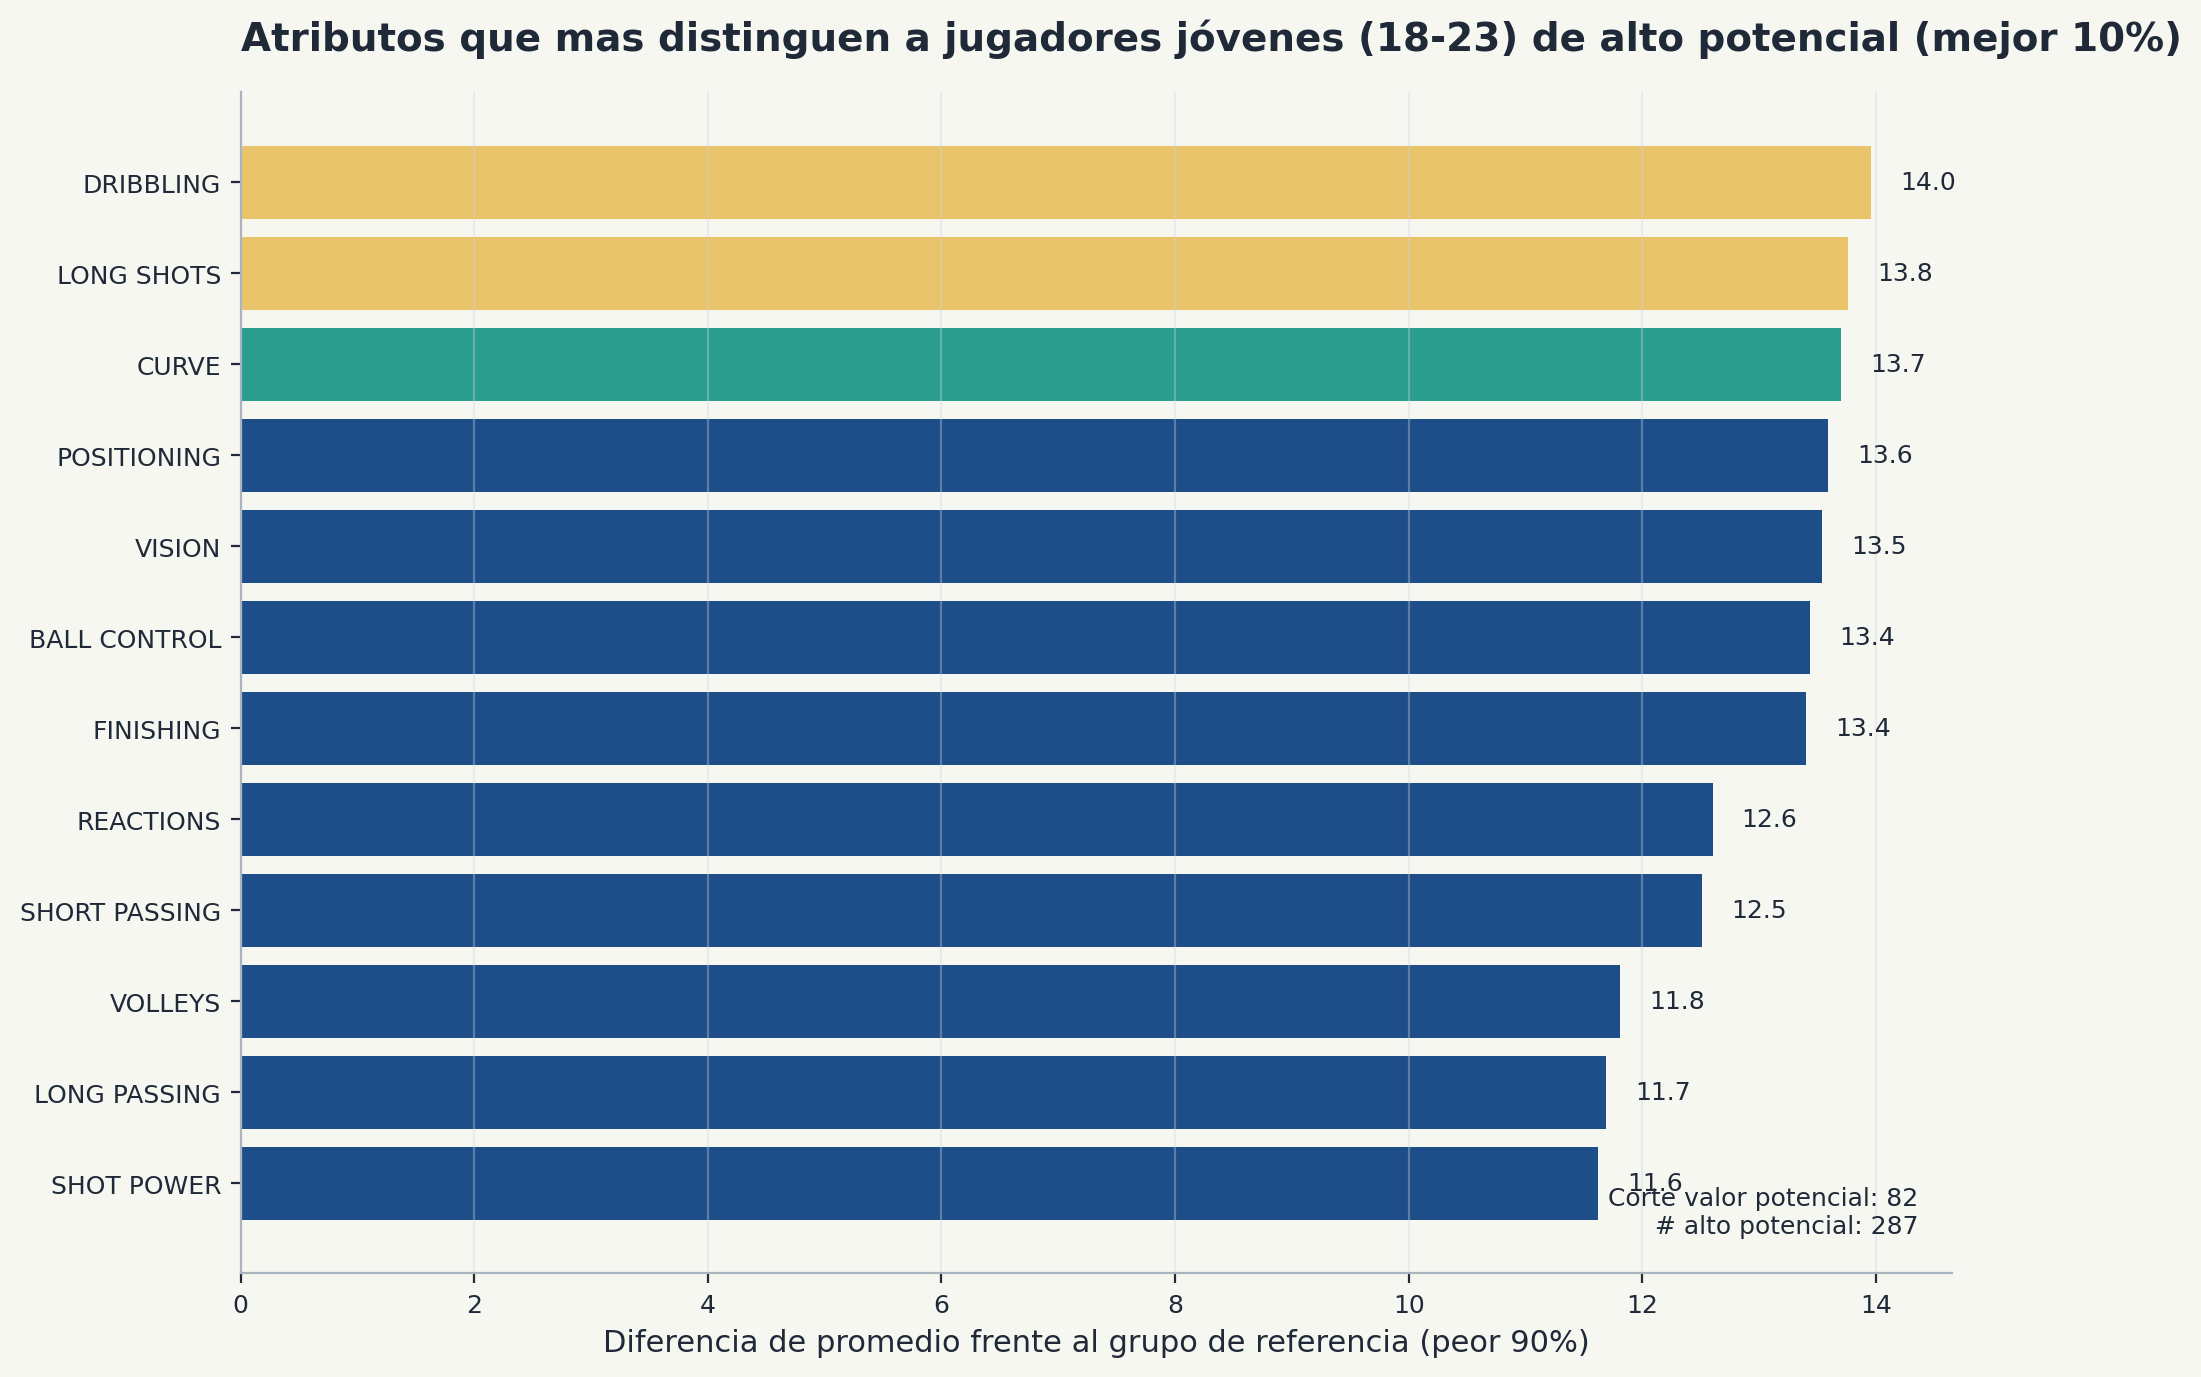 Atributos que mas distinguen a jugadores jóvenes (18-23) de alto potencial (mejor 10%)
DRIBBLING 14.0
LONG SHOTS 13.8
CURVE 13.7
POSITIONING 13.6
VISION 13.5
BALL CONTROL 13.4
FINISHING 13.4
REACTIONS 12.6
SHORT PASSING 12.5
VOLLEYS 11.8
LONG PASSING 11.7
SHOT POWER 11.6
Corte valor potencial: 82
# alto potencial: 287
0 2 4 6 8 10 12 14
Diferencia de promedio frente al grupo de referencia (peor 90%)